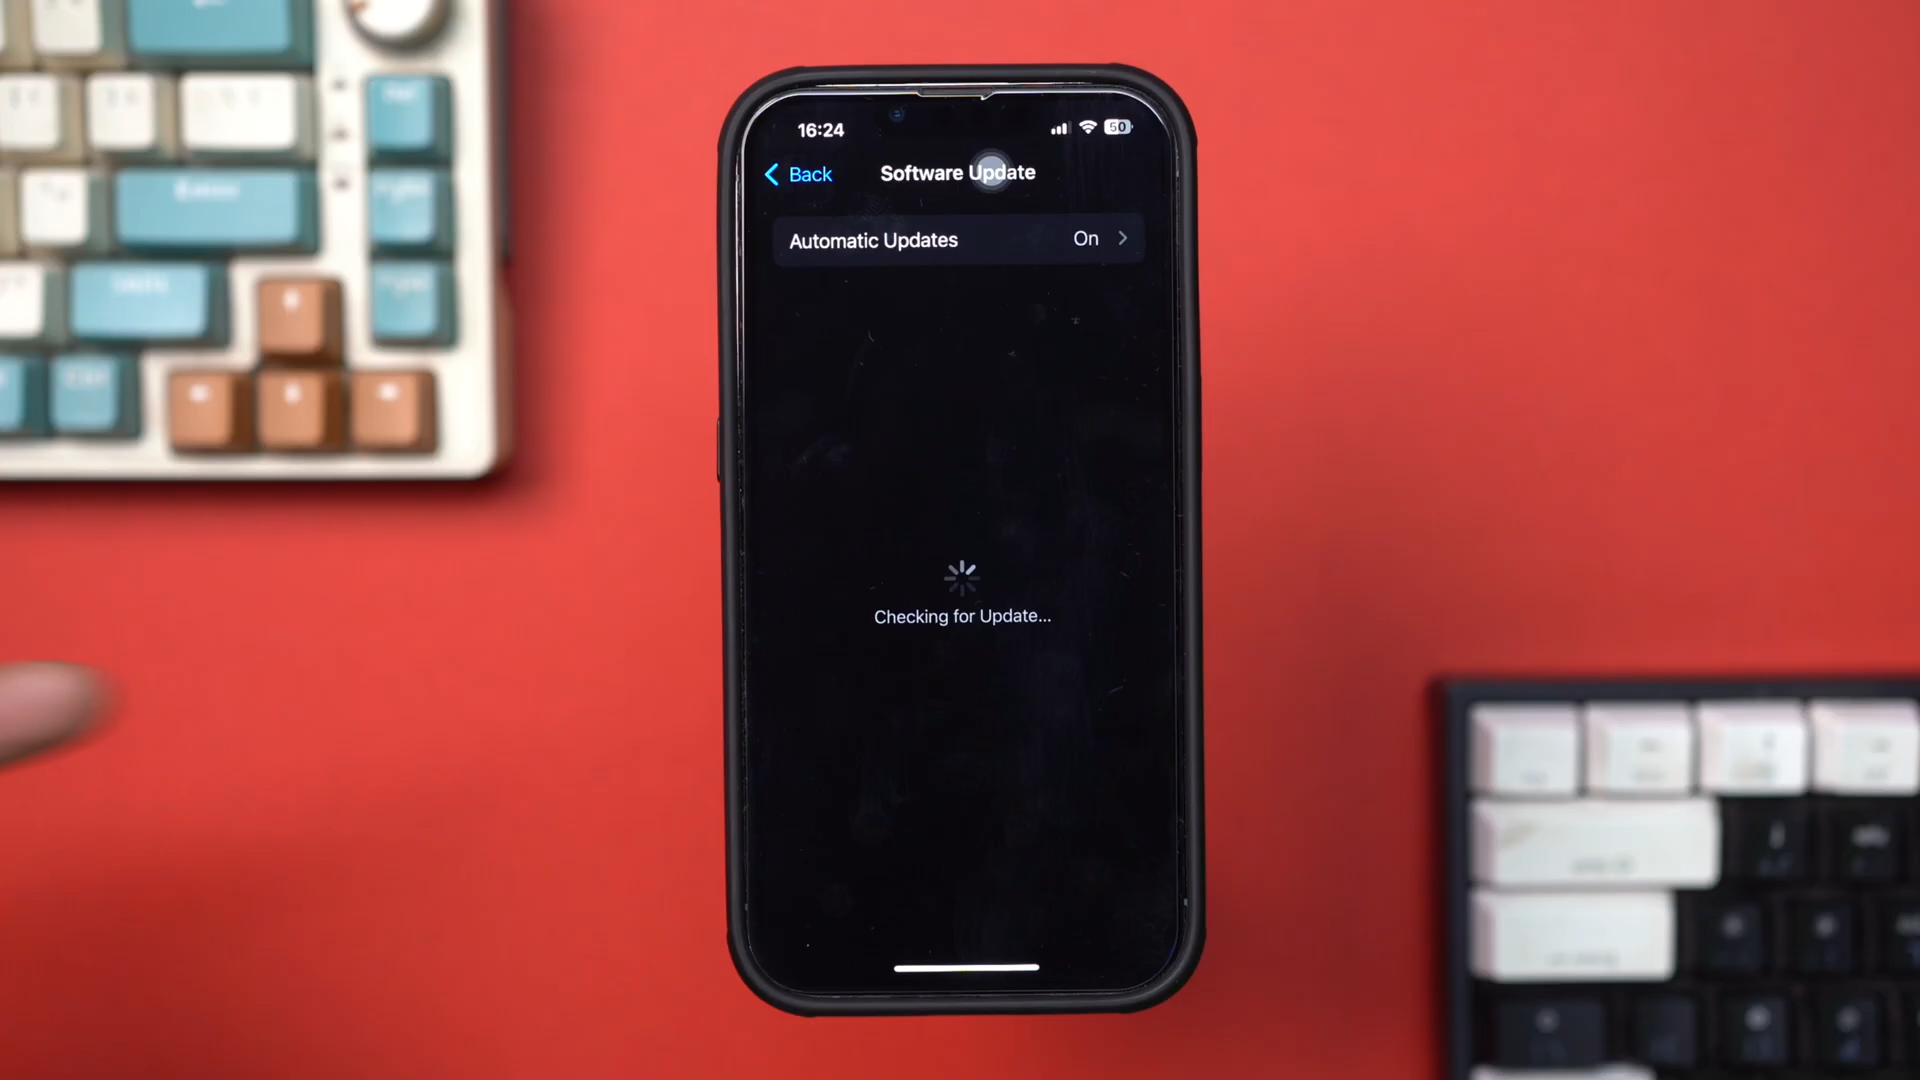 16:24
50
Back
Software Update
Automatic Updates
On
Checking for Update...